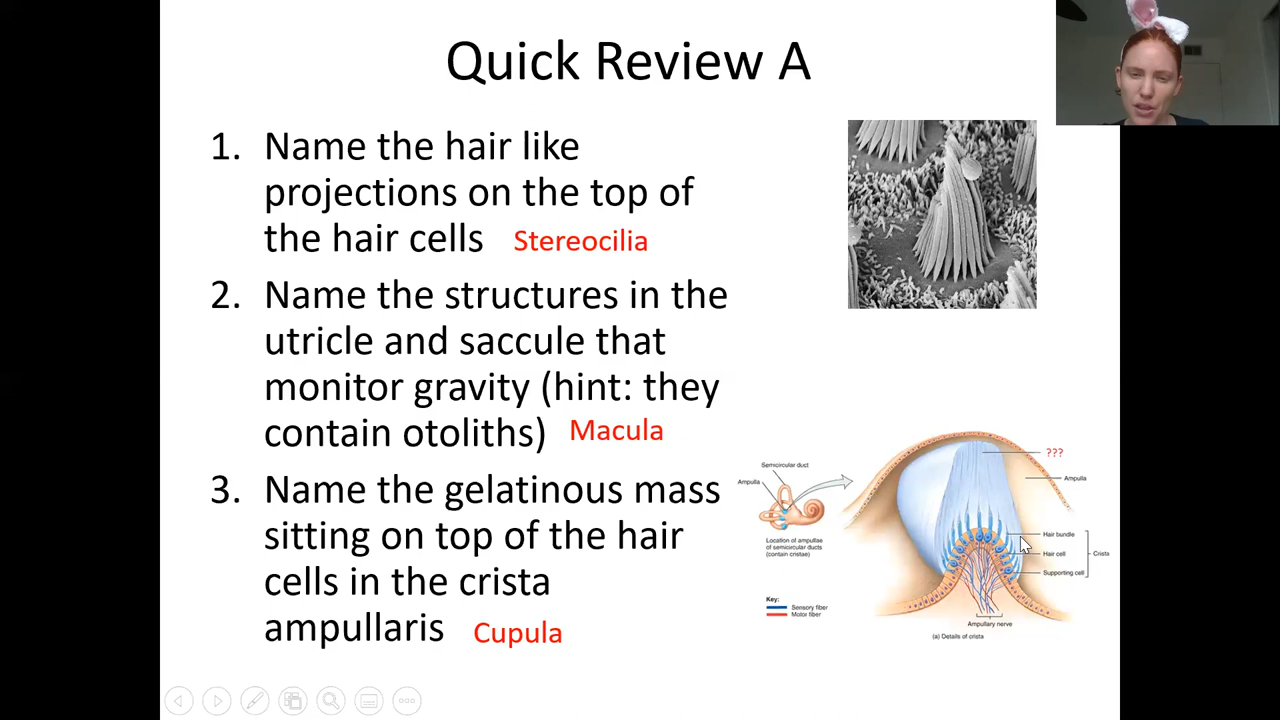 Quick Review A
1. Name the hair like
projections on the top of
the hair cells Stereocilia
2. Name the structures in the
utricle and saccule that
monitor gravity (hint: they
contain otoliths) Macula
3. Name the gelatinous mass
sitting on top of the hair
cells in the crista
ampullaris Cupula
Semicircular duct
Ampulla
Location of ampullae
of semicircular ducts
(contain cristae)
Key:
Sensory fiber
Motor fiber
???
Ampulla
Hair bundle
Hair cell
Crista
Supporting cell
Ampullary nerve
(a) Details of crista